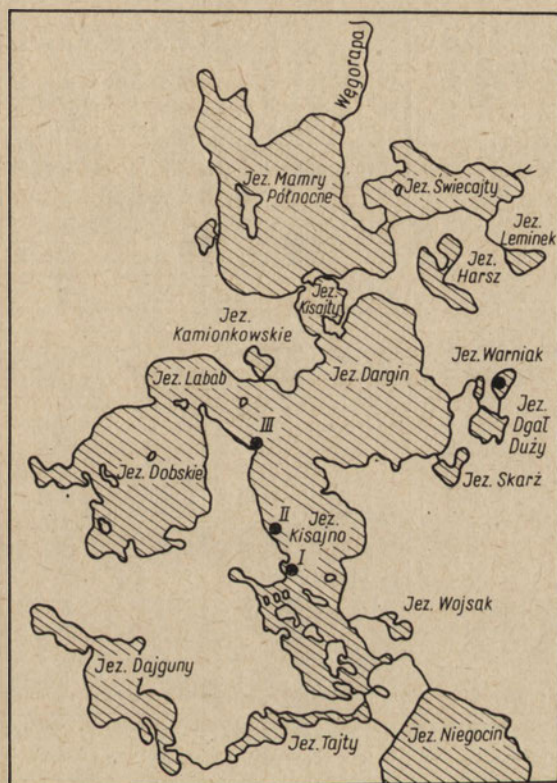 Węgorapa
Jez. Mamry
Północne
Jez. Święcajty
Jez.
Leminek
Jez.
Harsz
Jez.
Kisajty
Jez.
Kamionkowskie
Jez. Warniak
Jez. Łabab
Jez. Dargin
Jez.
Dgał
Duży
III
Jez. Dobskie
Jez. Skarż
II
Jez.
Kisajno
I
Jez. Wojsak
Jez. Dajguny
Jez. Tajty
Jez. Niegocin